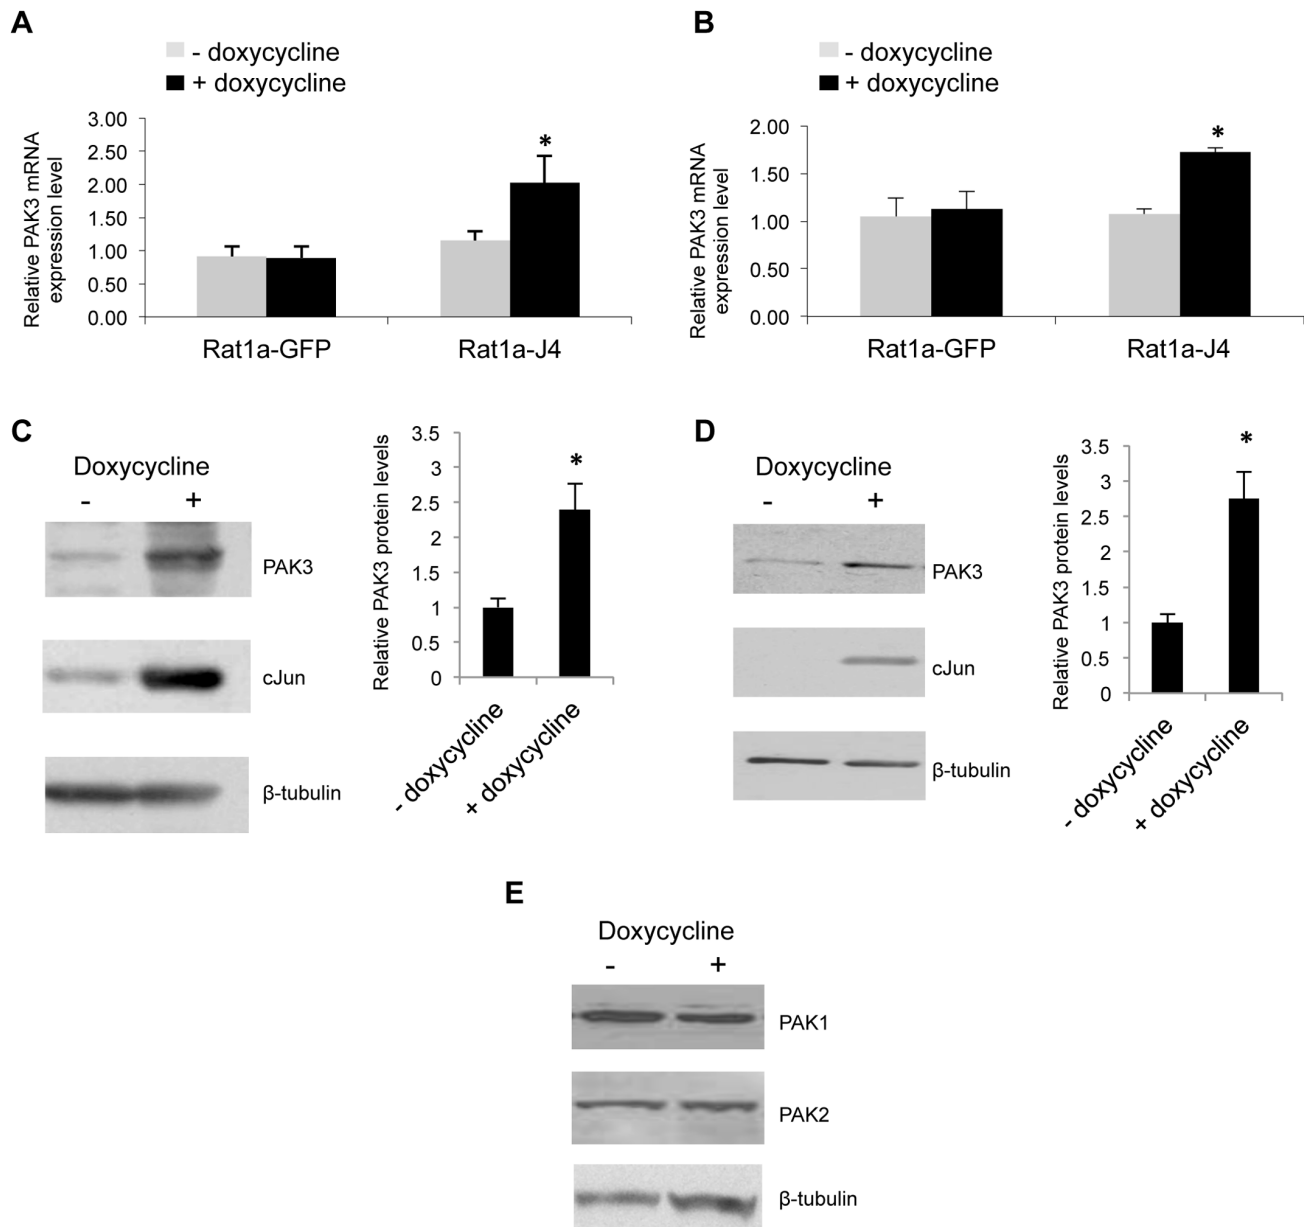 A
- doxycycline
+ doxycycline
Relative PAK3 mRNA
expression level
3.00
2.50
2.00
1.50
1.00
0.50
0.00
*
Rat1a-GFP
Rat1a-J4
B
- doxycycline
+ doxycycline
Relative PAK3 mRNA
expression level
2.00
1.50
1.00
0.50
0.00
*
Rat1a-GFP
Rat1a-J4
C
Doxycycline
- +
PAK3
cJun
β-tubulin
Relative PAK3 protein levels
3.5
3
2.5
2
1.5
1
0.5
0
*
- doxycycline
+ doxycycline
D
Doxycycline
- +
PAK3
cJun
β-tubulin
Relative PAK3 protein levels
3.5
3
2.5
2
1.5
1
0.5
0
*
- doxycycline
+ doxycycline
E
Doxycycline
- +
PAK1
PAK2
β-tubulin